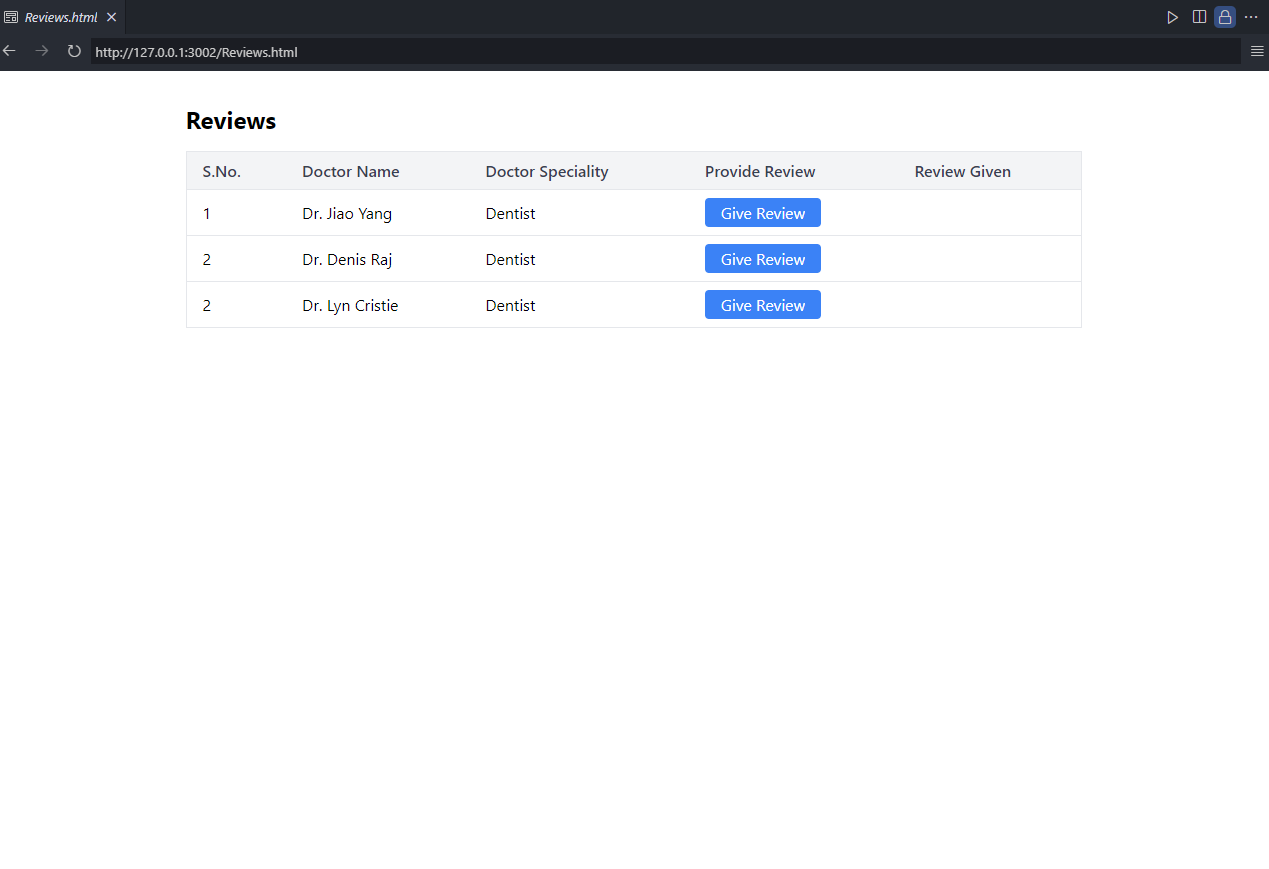 Reviews.html
http://127.0.0.1:3002/Reviews.html
Reviews
S.No. Doctor Name Doctor Speciality Provide Review Review Given
1 Dr. Jiao Yang Dentist Give Review
2 Dr. Denis Raj Dentist Give Review
2 Dr. Lyn Cristie Dentist Give Review